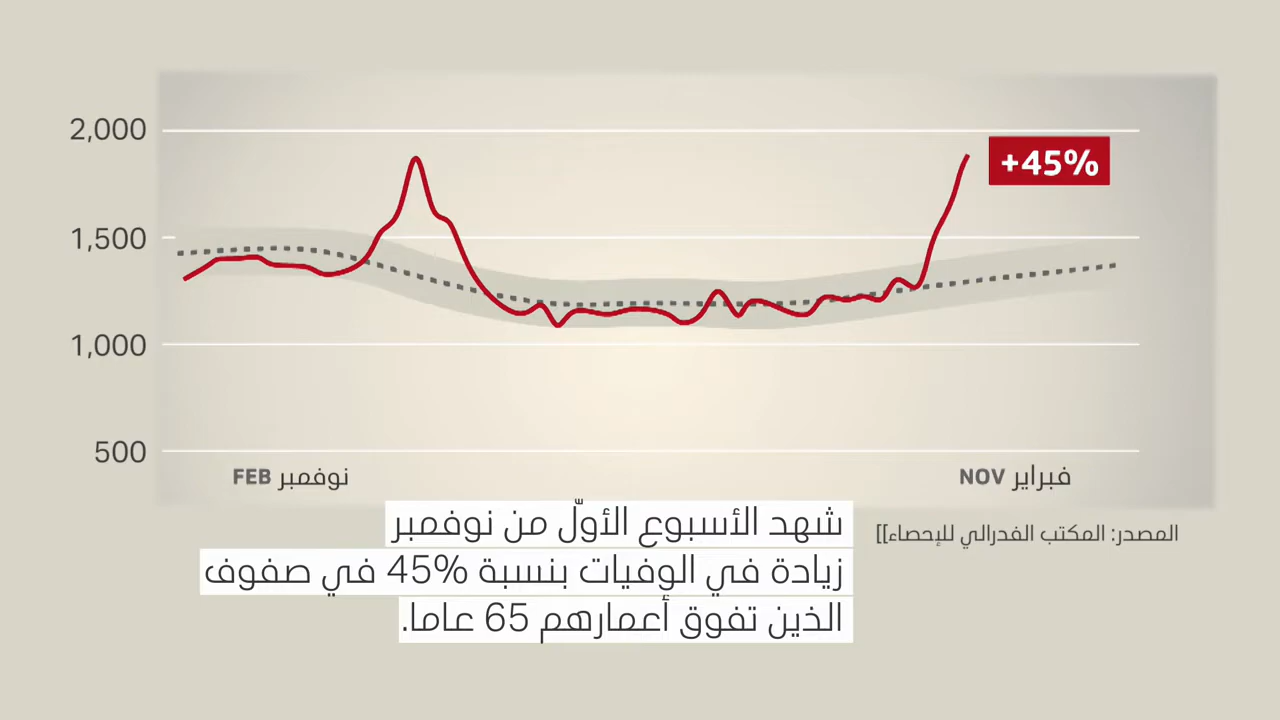 2,000
+45%
1,500
1,000
500
FEB نوفمبر
NOV فبراير
المصدر: المكتب الفدرالي للإحصاء[[
شهد الأسبوع الأوّل من نوفمبر
زيادة في الوفيات بنسبة 45% في صفوف
الذين تفوق أعمارهم 65 عاما.